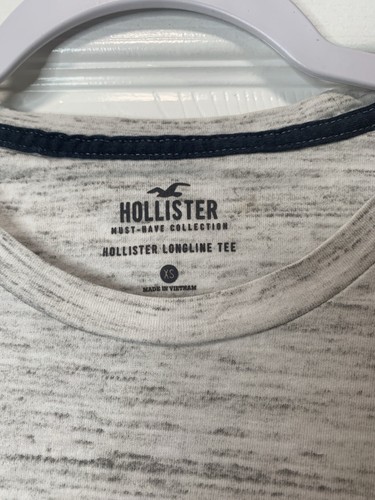 HOLLISTER
MUST-HAVE COLLECTION
HOLLISTER LONGLINE TEE
XS
MADE IN VIETNAM